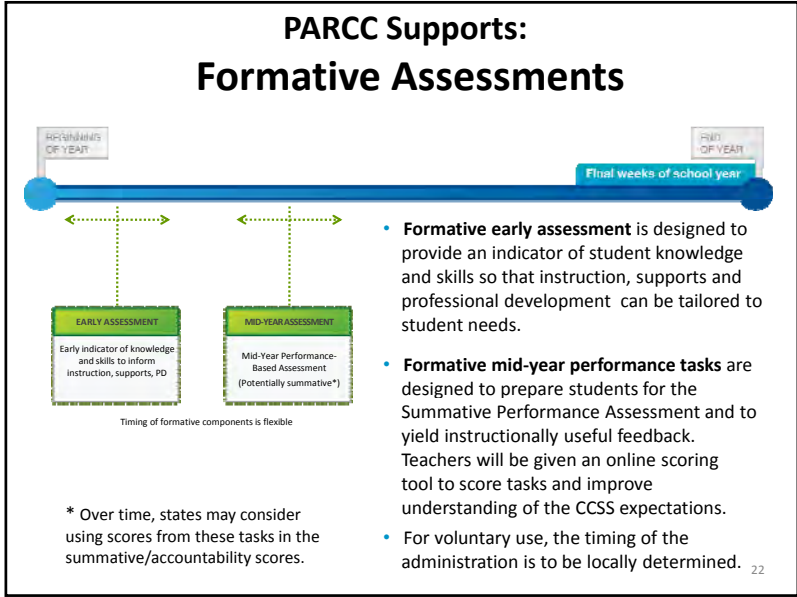 PARCC Supports:
Formative Assessments
BEGINNING
OF YEAR
END
OF YEAR
Final weeks of school year
EARLY ASSESSMENT
Early indicator of knowledge
and skills to inform
instruction, supports, PD
MID-YEAR ASSESSMENT
Mid-Year Performance-
Based Assessment
(Potentially summative*)
Timing of formative components is flexible
* Over time, states may consider
using scores from these tasks in the
summative/accountability scores.
• Formative early assessment is designed to
provide an indicator of student knowledge
and skills so that instruction, supports and
professional development can be tailored to
student needs.
• Formative mid-year performance tasks are
designed to prepare students for the
Summative Performance Assessment and to
yield instructionally useful feedback.
Teachers will be given an online scoring
tool to score tasks and improve
understanding of the CCSS expectations.
• For voluntary use, the timing of the
administration is to be locally determined.
22